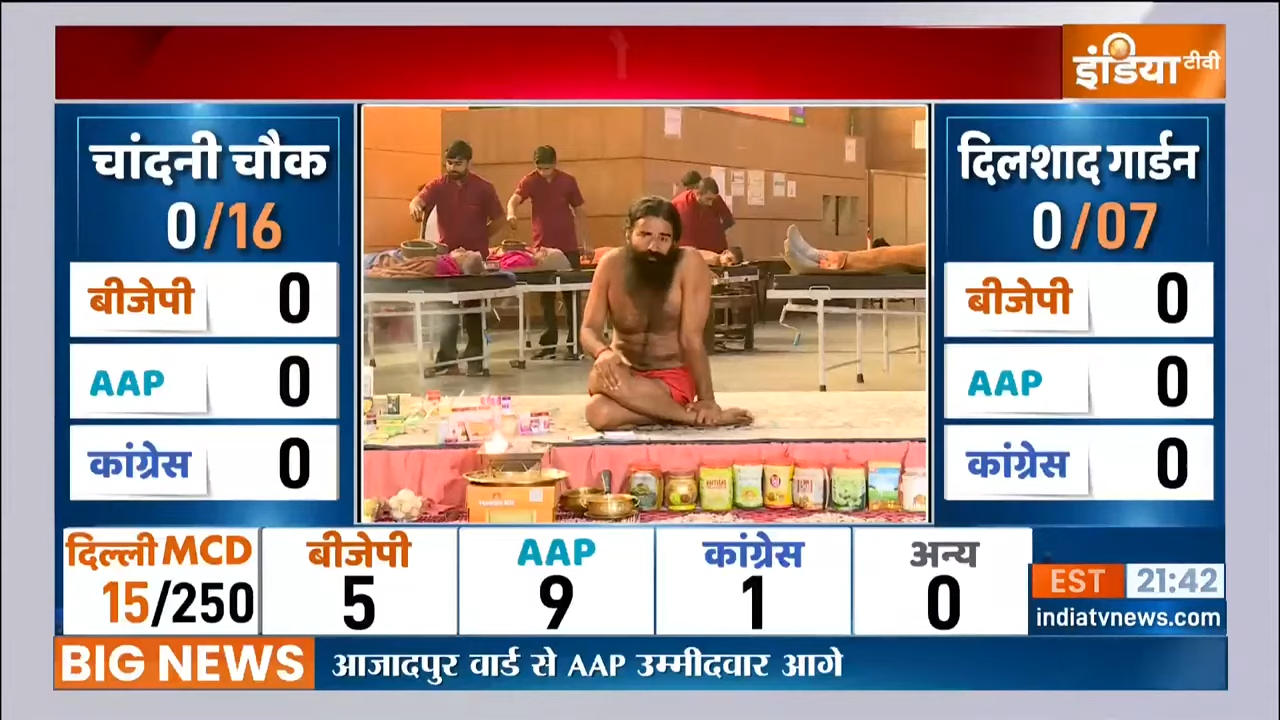 इंडिया टीवी
चांदनी चौक
0/16
बीजेपी 0
AAP 0
कांग्रेस 0
दिलशाद गार्डन
0/07
बीजेपी 0
AAP 0
कांग्रेस 0
दिल्ली MCD
15/250
बीजेपी
5
AAP
9
कांग्रेस
1
अन्य
0
EST 21:42
indiatvnews.com
BIG NEWS
आजादपुर वार्ड से AAP उम्मीदवार आगे